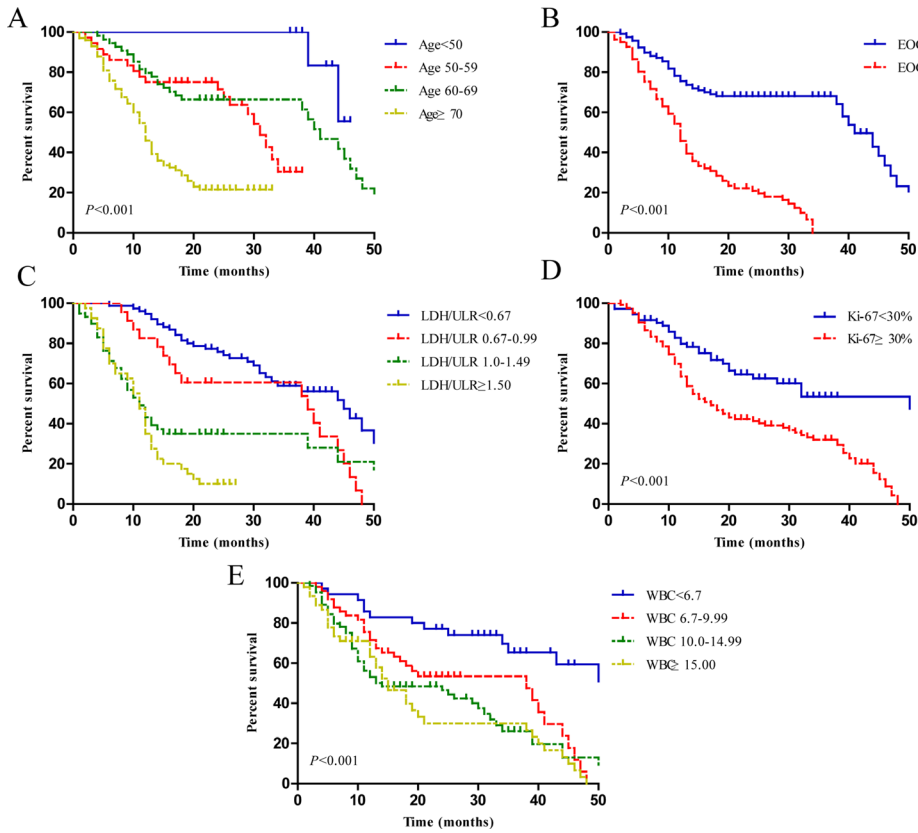 A
100
80
60
40
20
0
Percent survival
0 10 20 30 40 50
Time (months)
P<0.001
Age<50
Age 50-59
Age 60-69
Age≥ 70
B
100
80
60
40
20
0
Percent survival
0 10 20 30 40 50
Time (months)
P<0.001
C
100
80
60
40
20
0
Percent survival
0 10 20 30 40 50
Time (months)
P<0.001
LDH/ULR<0.67
LDH/ULR 0.67-0.99
LDH/ULR 1.0-1.49
LDH/ULR≥1.50
D
100
80
60
40
20
0
Percent survival
0 10 20 30 40 50
Time (months)
P<0.001
Ki-67<30%
Ki-67≥ 30%
E
100
80
60
40
20
0
Percent survival
0 10 20 30 40 50
Time (months)
P<0.001
WBC<6.7
WBC 6.7-9.99
WBC 10.0-14.99
WBC≥ 15.00